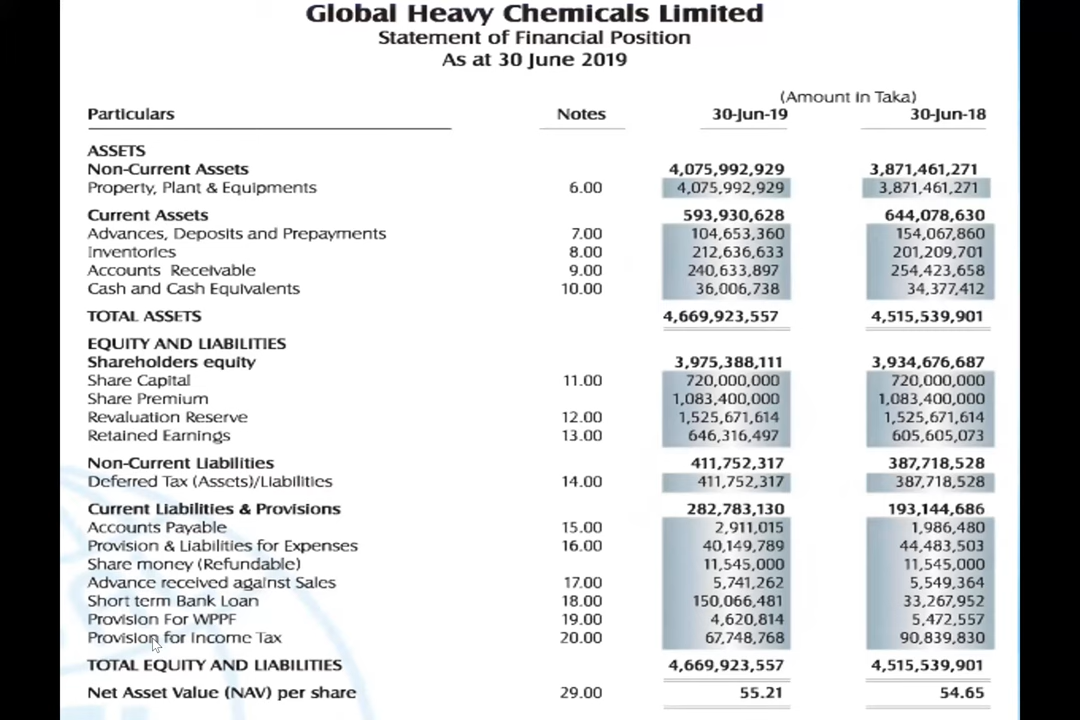 Global Heavy Chemicals Limited
Statement of Financial Position
As at 30 June 2019
(Amount in Taka)
Particulars Notes 30-Jun-19 30-Jun-18
ASSETS
Non-Current Assets 4,075,992,929 3,871,461,271
Property, Plant & Equipments 6.00 4,075,992,929 3,871,461,271
Current Assets 593,930,628 644,078,630
Advances, Deposits and Prepayments 7.00 104,653,360 154,067,860
Inventories 8.00 212,636,633 201,209,701
Accounts Receivable 9.00 240,633,897 254,423,658
Cash and Cash Equivalents 10.00 36,006,738 34,377,412
TOTAL ASSETS 4,669,923,557 4,515,539,901
EQUITY AND LIABILITIES
Shareholders equity 3,975,388,111 3,934,676,687
Share Capital 11.00 720,000,000 720,000,000
Share Premium 1,083,400,000 1,083,400,000
Revaluation Reserve 12.00 1,525,671,614 1,525,671,614
Retained Earnings 13.00 646,316,497 605,605,073
Non-Current Liabilities 411,752,317 387,718,528
Deferred Tax (Assets)/Liabilities 14.00 411,752,317 387,718,528
Current Liabilities & Provisions 282,783,130 193,144,686
Accounts Payable 15.00 2,911,015 1,986,480
Provision & Liabilities for Expenses 16.00 40,149,789 44,483,503
Share money (Refundable) 11,545,000 11,545,000
Advance received against Sales 17.00 5,741,262 5,549,364
Short term Bank Loan 18.00 150,066,481 33,267,952
Provision For WPPF 19.00 4,620,814 5,472,557
Provision for Income Tax 20.00 67,748,768 90,839,830
TOTAL EQUITY AND LIABILITIES 4,669,923,557 4,515,539,901
Net Asset Value (NAV) per share 29.00 55.21 54.65